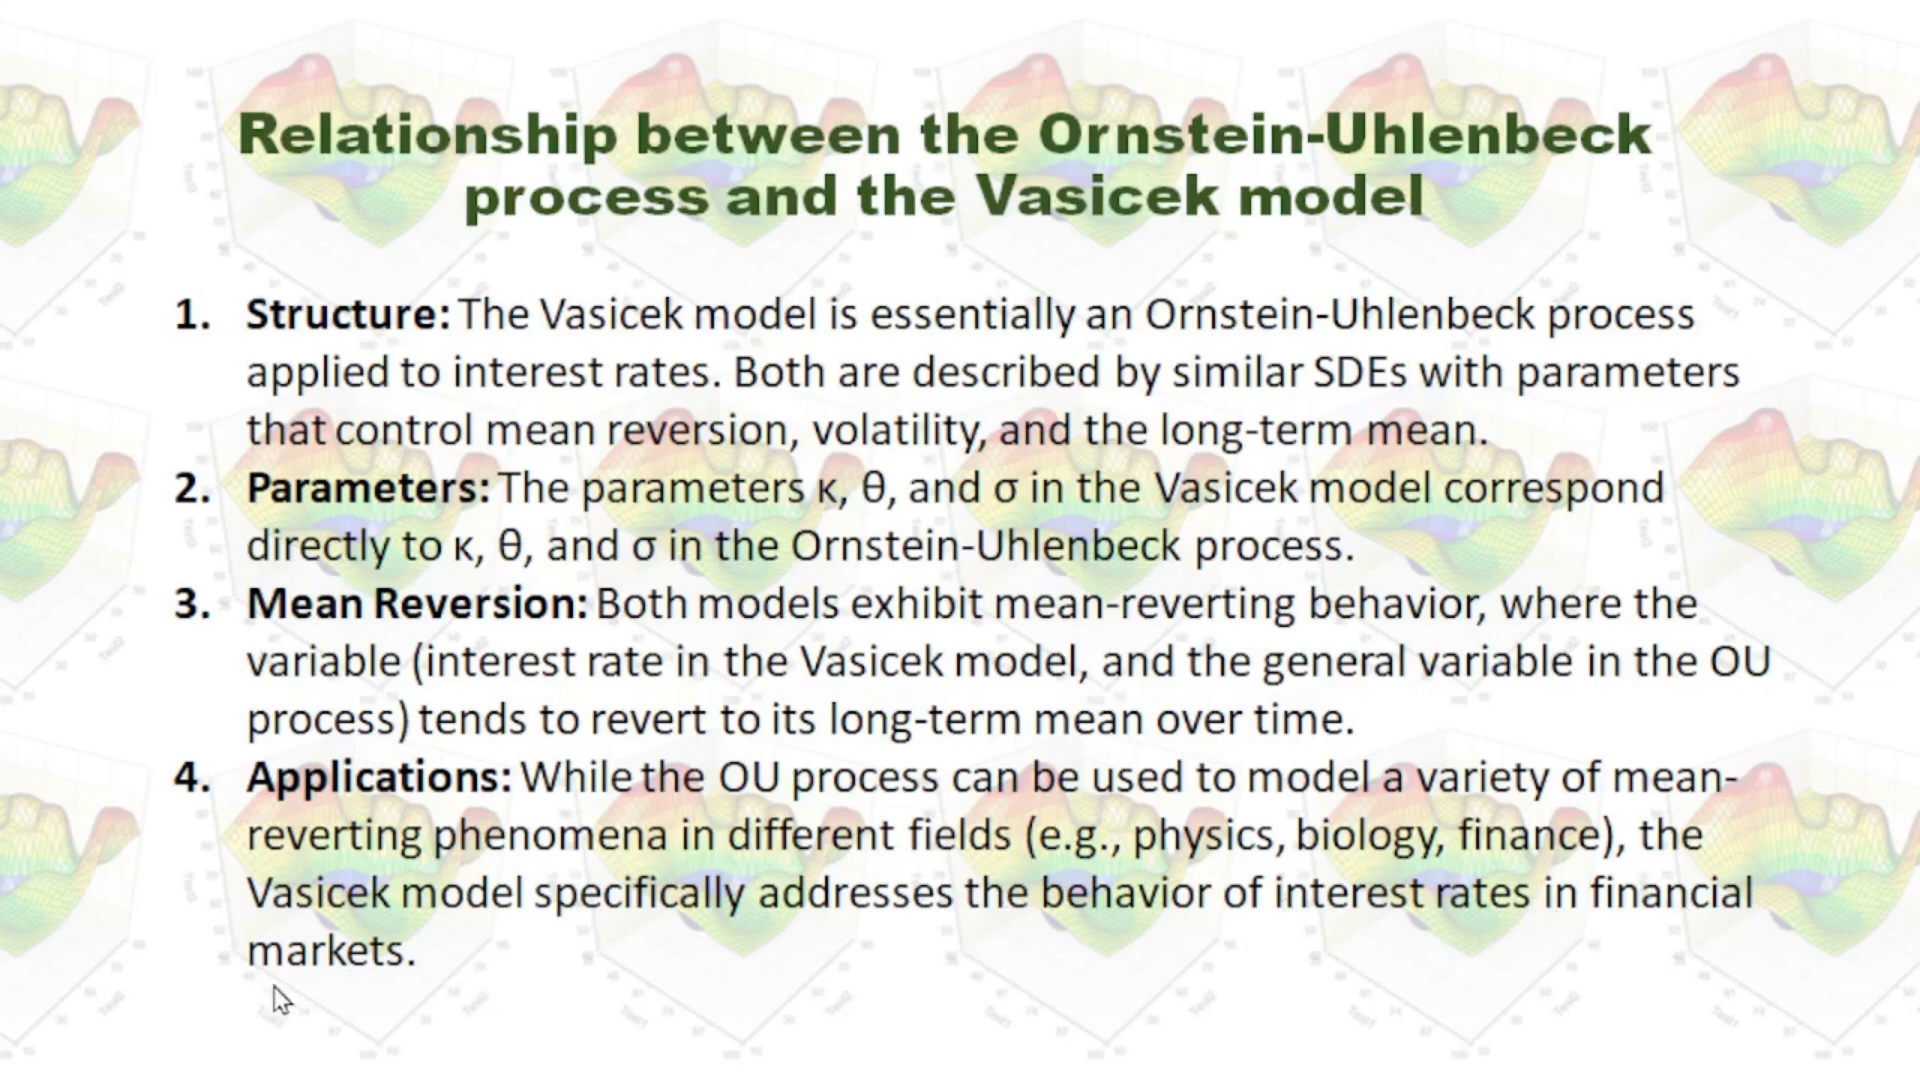 Relationship between the Ornstein-Uhlenbeck
process and the Vasicek model
1. Structure: The Vasicek model is essentially an Ornstein-Uhlenbeck process
applied to interest rates. Both are described by similar SDEs with parameters
that control mean reversion, volatility, and the long-term mean.
2. Parameters: The parameters κ, θ, and σ in the Vasicek model correspond
directly to κ, θ, and σ in the Ornstein-Uhlenbeck process.
3. Mean Reversion: Both models exhibit mean-reverting behavior, where the
variable (interest rate in the Vasicek model, and the general variable in the OU
process) tends to revert to its long-term mean over time.
4. Applications: While the OU process can be used to model a variety of mean-
reverting phenomena in different fields (e.g., physics, biology, finance), the
Vasicek model specifically addresses the behavior of interest rates in financial
markets.